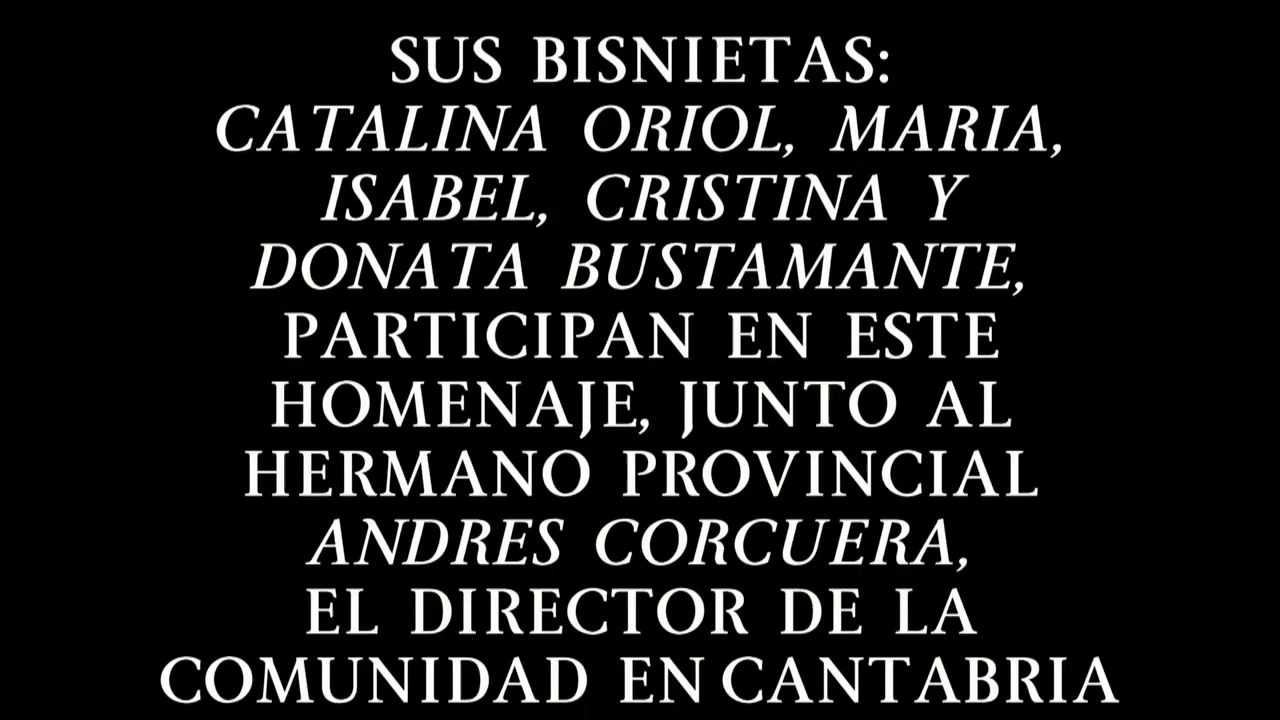 SUS BISNIETAS:
CATALINA ORIOL, MARIA,
ISABEL, CRISTINA Y
DONATA BUSTAMANTE,
PARTICIPAN EN ESTE
HOMENAJE, JUNTO AL
HERMANO PROVINCIAL
ANDRES CORCUERA,
EL DIRECTOR DE LA
COMUNIDAD EN CANTABRIA